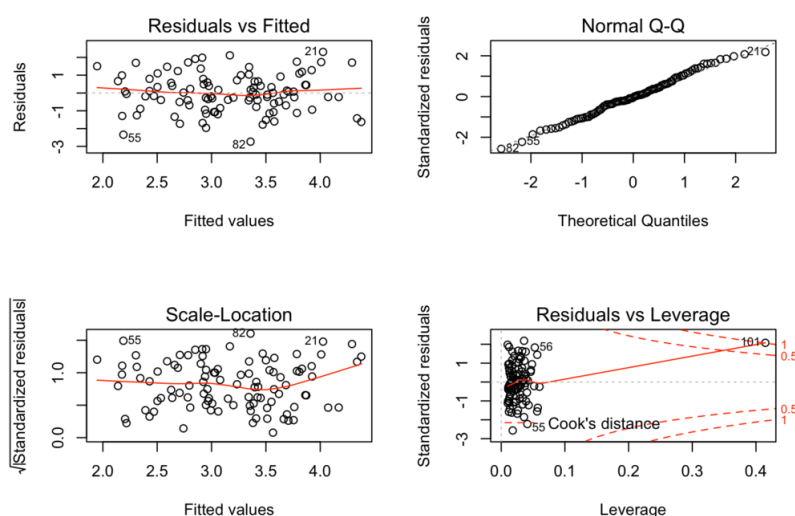 Residuals vs Fitted
Residuals
1
-1
-3
21
55
82
2.0 2.5 3.0 3.5 4.0
Fitted values
Normal Q-Q
Standardized residuals
2
0
-2
21
55
82
-2 -1 0 1 2
Theoretical Quantiles
Scale-Location
√|Standardized residuals|
1.0
0.0
55
82
21
2.0 2.5 3.0 3.5 4.0
Fitted values
Residuals vs Leverage
Standardized residuals
1
-1
-3
56
101
55
Cook's distance
1
0.5
0.5
1
0.0 0.1 0.2 0.3 0.4
Leverage